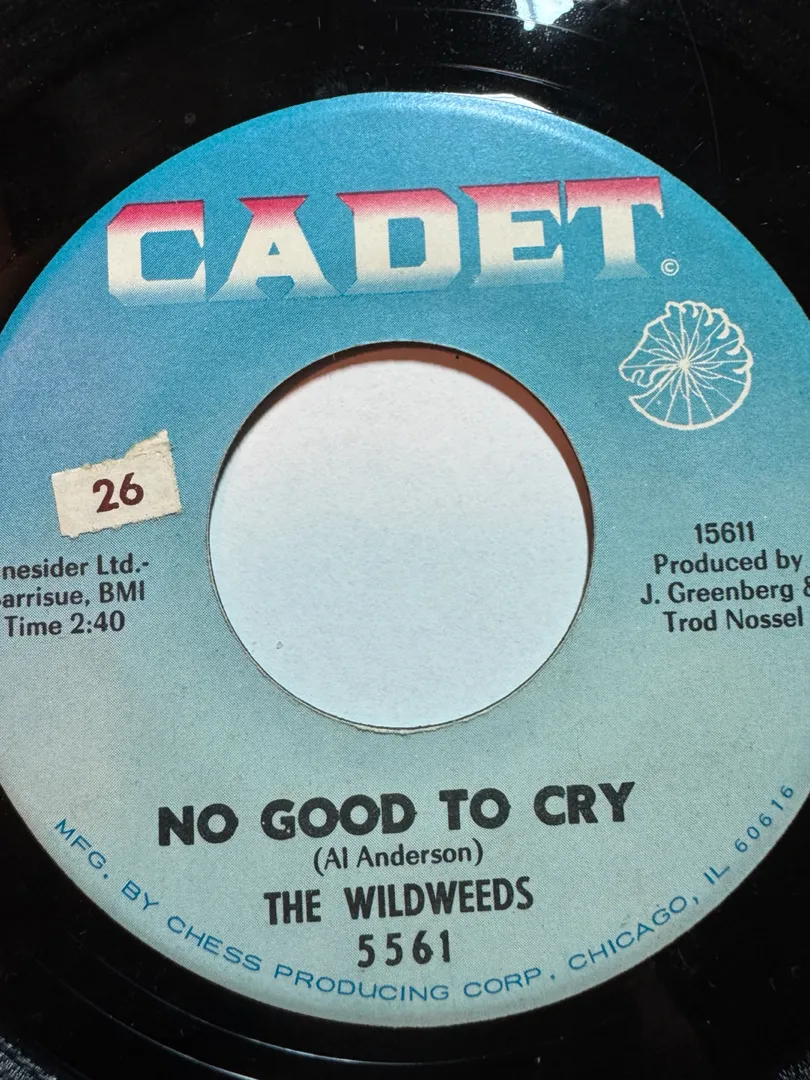 CADET
©
26
nesider Ltd.-
arrisue, BMI
Time 2:40
15611
Produced by
J. Greenberg &
Trod Nossel
NO GOOD TO CRY
(Al Anderson)
THE WILDWEEDS
5561
MFG. BY CHESS PRODUCING CORP. CHICAGO, IL 60616